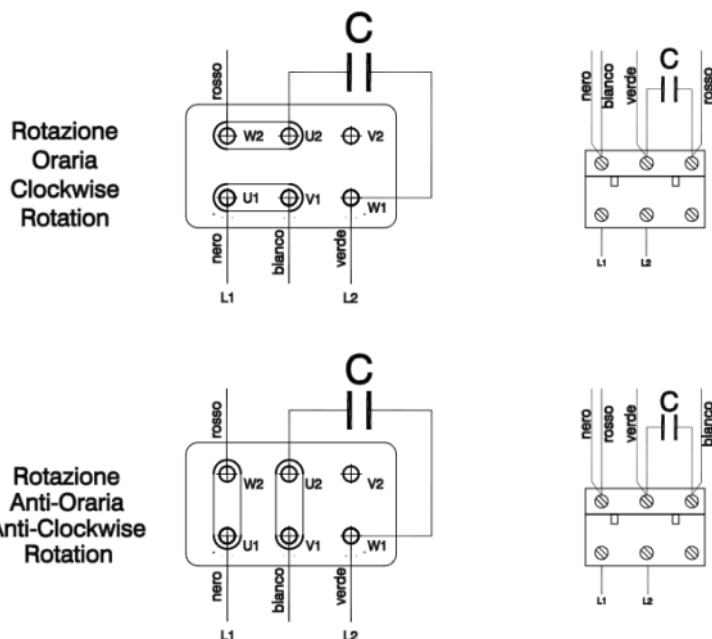 C
rosso
W2
U2
V2
U1
V1
W1
nero
bianco
verde
L1
L2
Rotazione
Oraria
Clockwise
Rotation
nero
bianco
verde
C
rosso
L1
L2
C
rosso
W2
U2
V2
U1
V1
W1
nero
bianco
verde
L1
L2
Rotazione
Anti-Oraria
Anti-Clockwise
Rotation
nero
rosso
verde
C
bianco
L1
L2